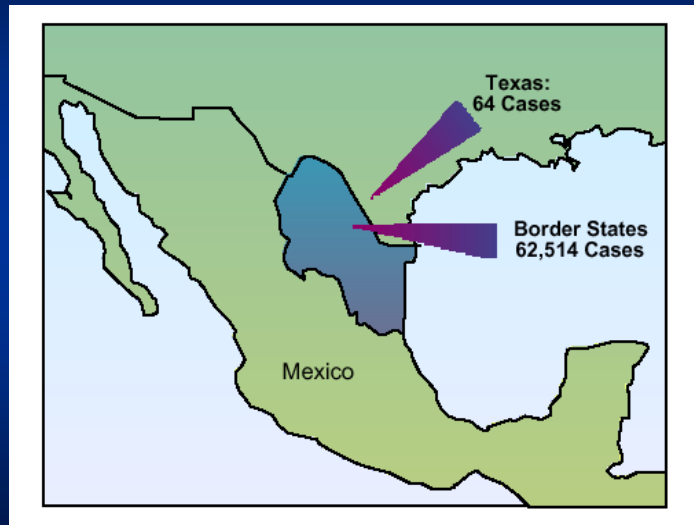 Texas:
64 Cases
Border States
62,514 Cases
Mexico